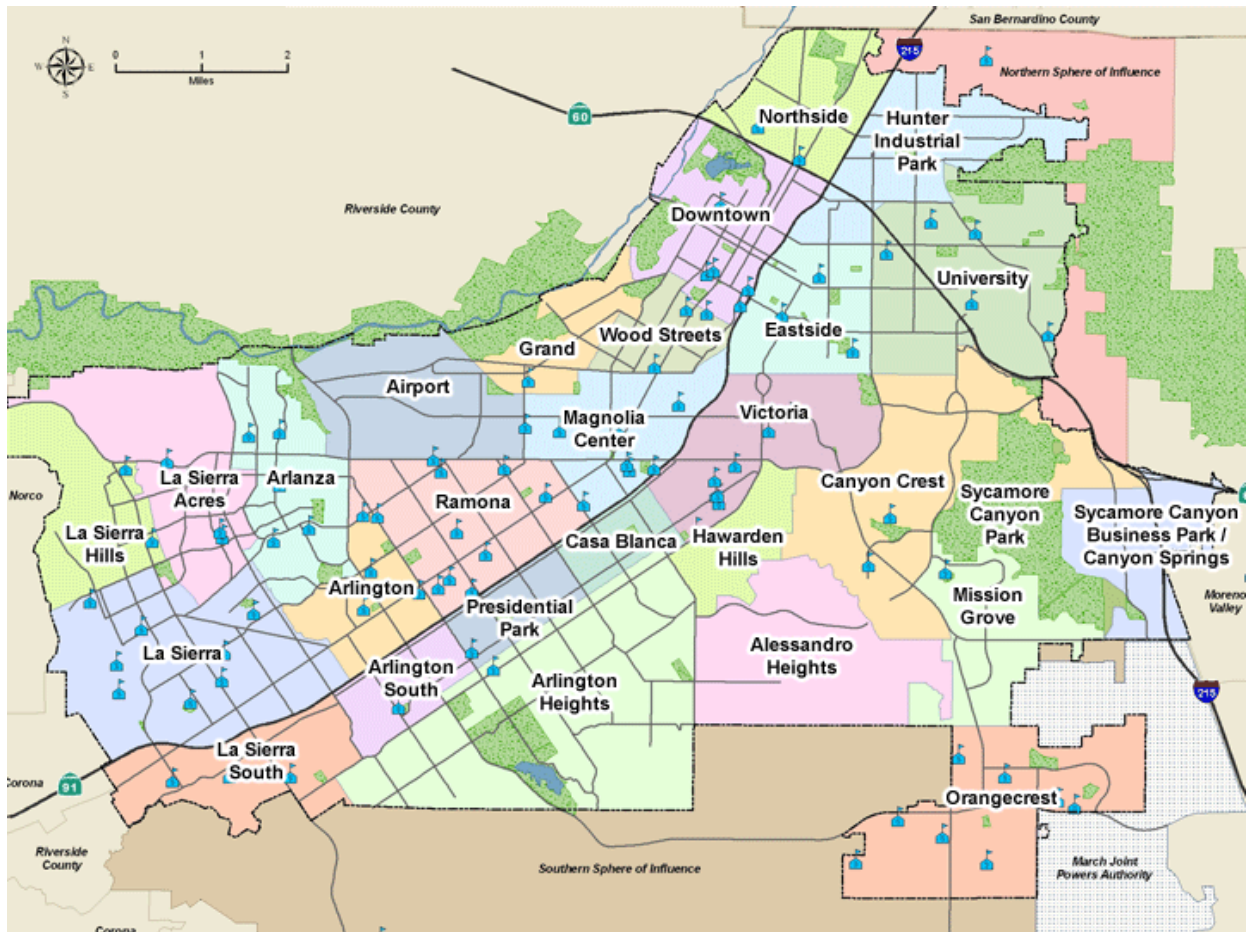 San Bernardino County
N
W E
S
0 1 2
Miles
215
Northern Sphere of Influence
60
Northside
Hunter
Industrial
Park
Riverside County
Downtown
University
Wood Streets
Eastside
Grand
Airport
Magnolia
Center
Victoria
Norco
La Sierra
Acres
Arlanza
Ramona
Canyon Crest
Sycamore
Canyon
Park
Sycamore Canyon
Business Park /
Canyon Springs
La Sierra
Hills
Casa Blanca
Hawarden
Hills
Arlington
Presidential
Park
Mission
Grove
Moreno
Valley
La Sierra
Arlington
South
Arlington
Heights
Alessandro
Heights
215
La Sierra
South
Corona
91
Orangecrest
Riverside
County
Southern Sphere of Influence
March Joint
Powers Authority
Corona